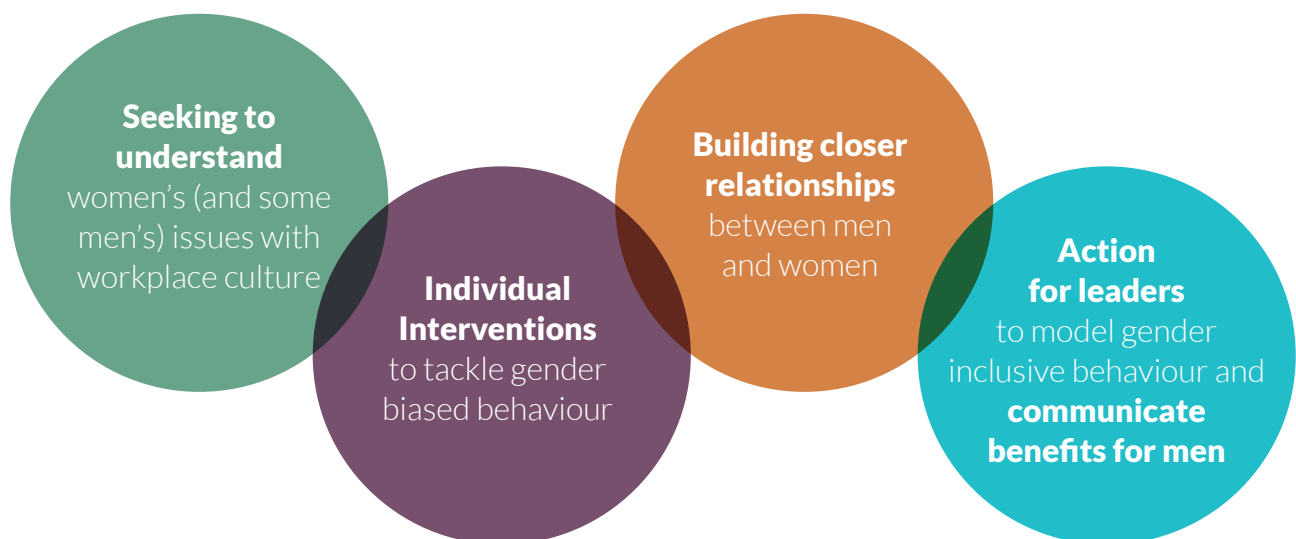 Seeking to
understand
women’s (and some
men’s) issues with
workplace culture
Individual
Interventions
to tackle gender
biased behaviour
Building closer
relationships
between men
and women
Action
for leaders
to model gender
inclusive behaviour and
communicate
benefits for men